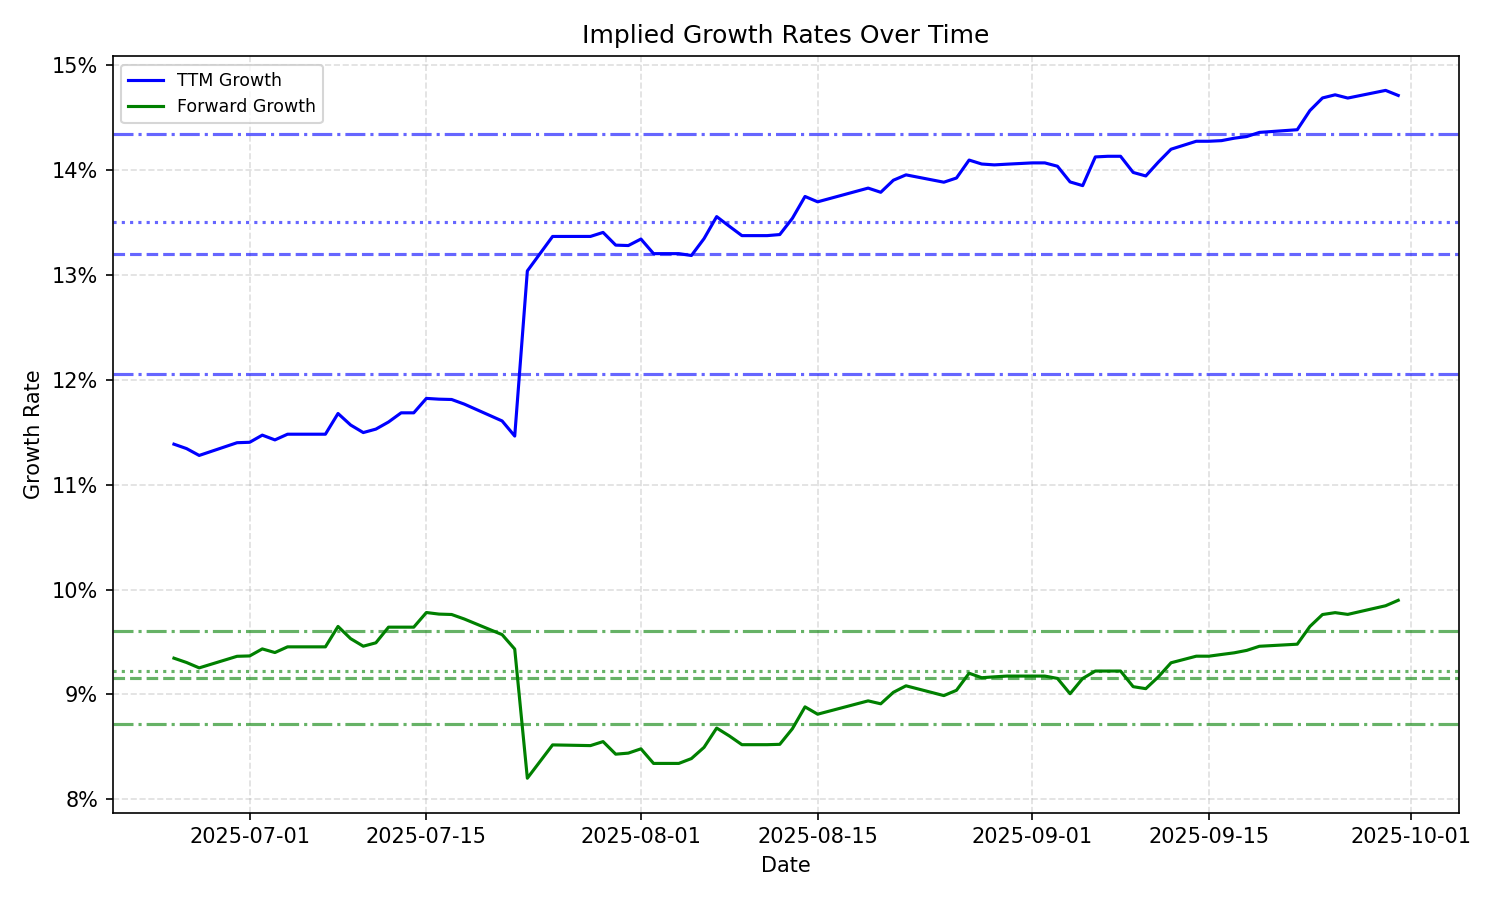 Implied Growth Rates Over Time
TTM Growth
Forward Growth
15%
14%
13%
12%
11%
10%
9%
8%
Growth Rate
2025-07-01 2025-07-15 2025-08-01 2025-08-15 2025-09-01 2025-09-15 2025-10-01
Date